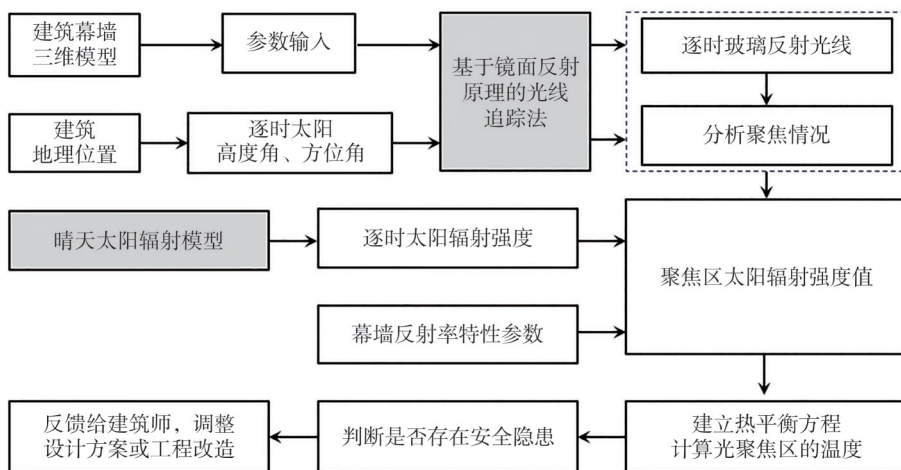 建筑幕墙
三维模型
参数输入
基于镜面反射
原理的光线
追踪法
逐时玻璃反射光线
建筑
地理位置
逐时太阳
高度角、方位角
分析聚焦情况
晴天太阳辐射模型
逐时太阳辐射强度
聚焦区太阳辐射强度值
幕墙反射率特性参数
反馈给建筑师，调整
设计方案或工程改造
判断是否存在安全隐患
建立热平衡方程
计算光聚焦区的温度